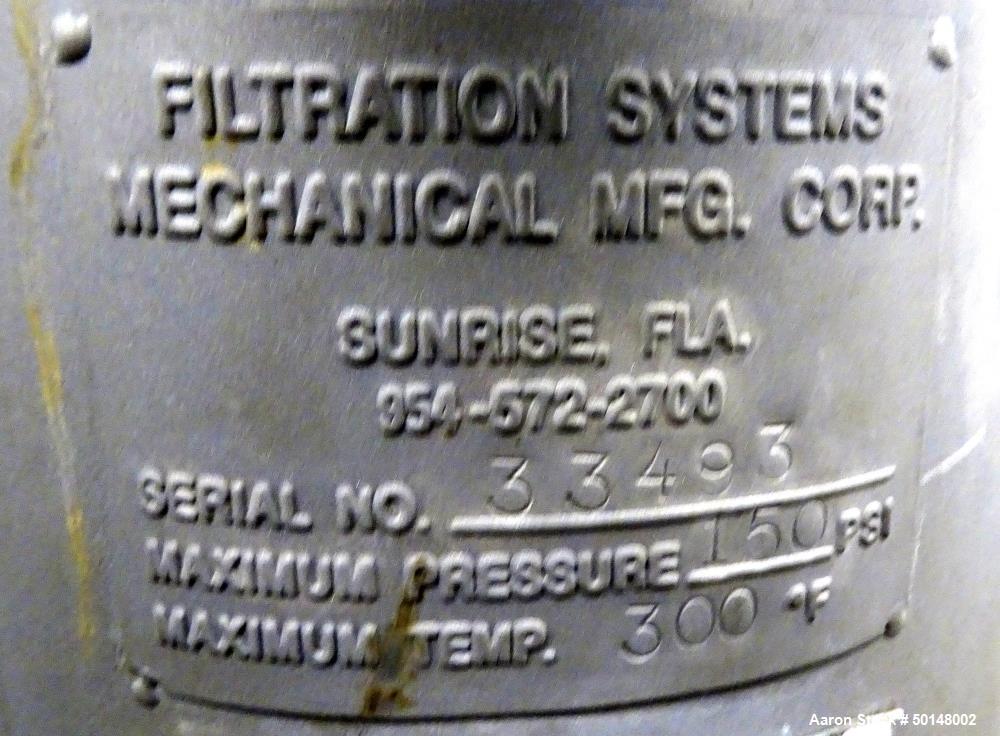 FILTRATION SYSTEMS
MECHANICAL MFG. CORP.
SUNRISE, FLA.
954-572-2700
SERIAL NO. 33493
MAXIMUM PRESSURE 150 PSI
MAXIMUM TEMP. 300 °F
Aaron Stock # 50148002